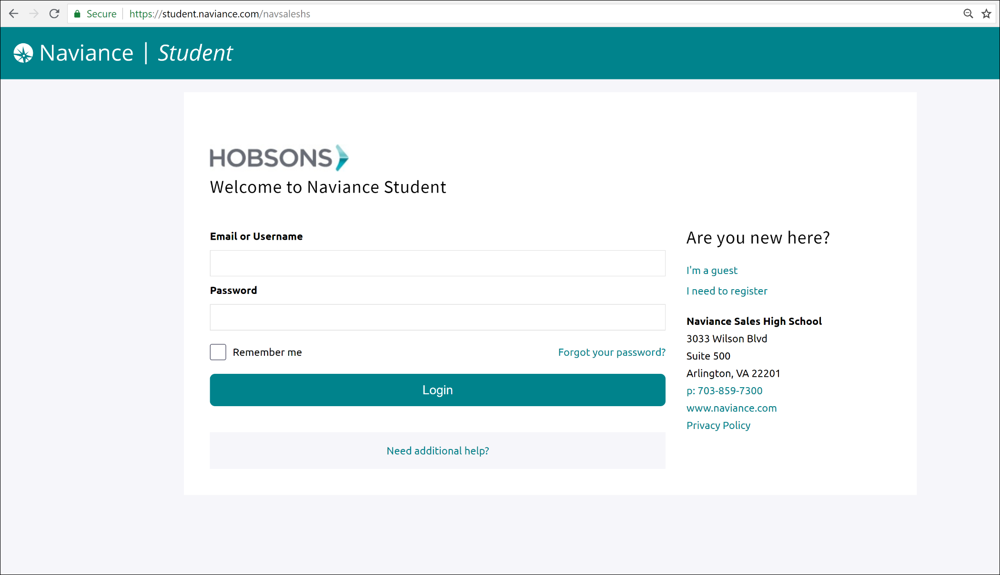 Secure https://student.naviance.com/navsaleshs
Naviance | Student
HOBSONS
Welcome to Naviance Student
Email or Username
Password
Remember me
Forgot your password?
Login
Need additional help?
Are you new here?
I'm a guest
I need to register
Naviance Sales High School
3033 Wilson Blvd
Suite 500
Arlington, VA 22201
p: 703-859-7300
www.naviance.com
Privacy Policy